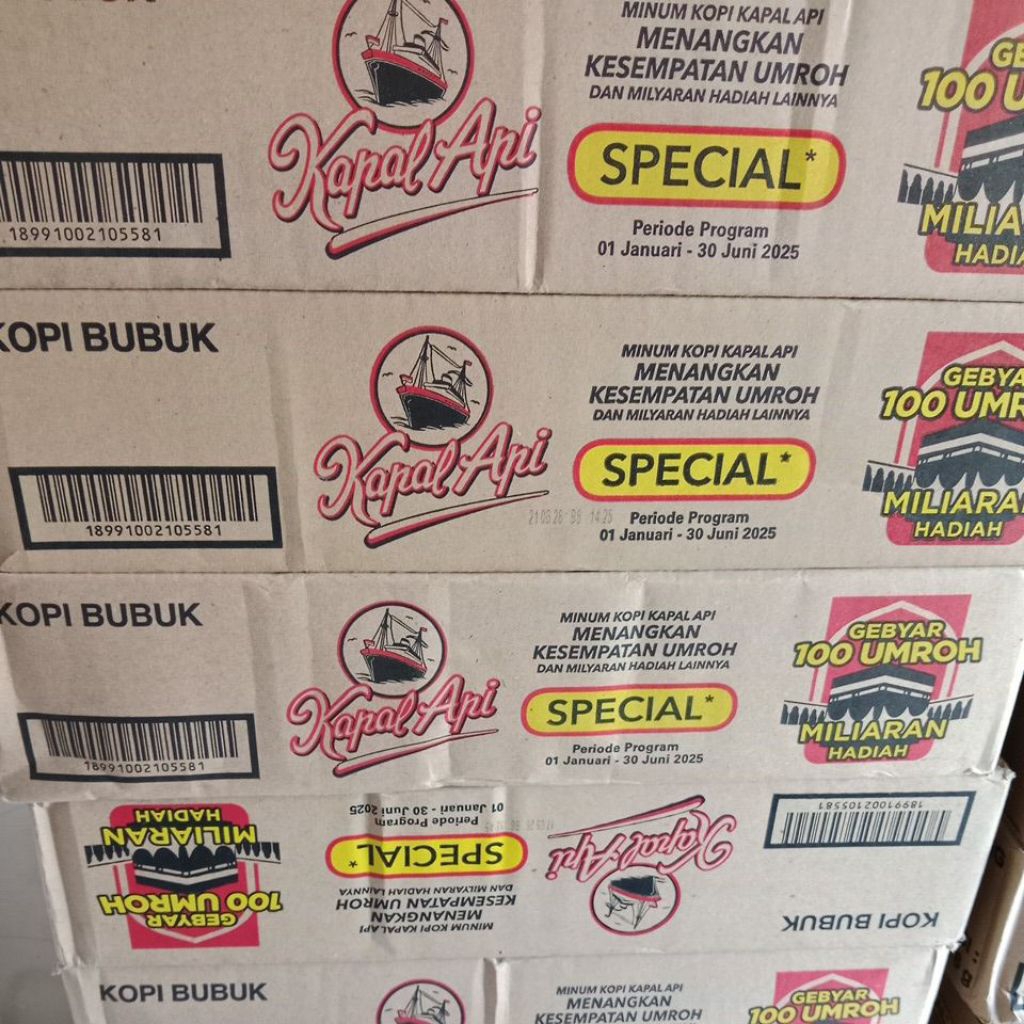 Kapal Api
MINUM KOPI KAPAL API
MENANGKAN
KESEMPATAN UMROH
DAN MILYARAN HADIAH LAINNYA
SPECIAL*
Periode Program
01 Januari - 30 Juni 2025
18991002105581
KOPI BUBUK
Kapal Api
MINUM KOPI KAPAL API
MENANGKAN
KESEMPATAN UMROH
DAN MILYARAN HADIAH LAINNYA
SPECIAL*
Periode Program
01 Januari - 30 Juni 2025
100
MILIARAN
HADIAH
18991002105581
KOPI BUBUK
Kapal Api
MINUM KOPI KAPAL API
MENANGKAN
KESEMPATAN UMROH
DAN MILYARAN HADIAH LAINNYA
SPECIAL*
Periode Program
01 Januari - 30 Juni 2025
GEBYAR
100 UMROH
MILIARAN
HADIAH
18991002105581
KOPI BUBUK
Kapal Api
MINUM KOPI KAPAL API
MENANGKAN
KESEMPATAN UMROH
DAN MILYARAN HADIAH LAINNYA
SPECIAL*
Periode Program
01 Januari - 30 Juni 2025
GEBYAR
100 UMROH
MILIARAN
HADIAH
18991002105581
KOPI BUBUK
MINUM KOPI KAPAL API
MENANGKAN
KESEMPATAN UMROH
GEBYAR
100 UMROH